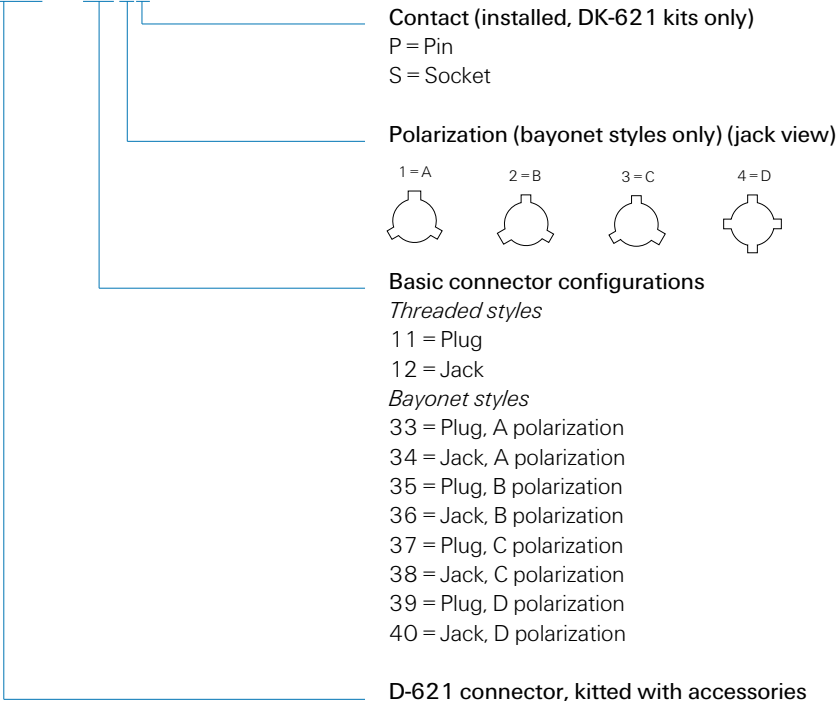 Contact (installed, DK-621 kits only)
P = Pin
S = Socket
Polarization (bayonet styles only) (jack view)
1 = A 2 = B 3 = C 4 = D
Basic connector configurations
Threaded styles
11 = Plug
12 = Jack
Bayonet styles
33 = Plug, A polarization
34 = Jack, A polarization
35 = Plug, B polarization
36 = Jack, B polarization
37 = Plug, C polarization
38 = Jack, C polarization
39 = Plug, D polarization
40 = Jack, D polarization
D-621 connector, kitted with accessories